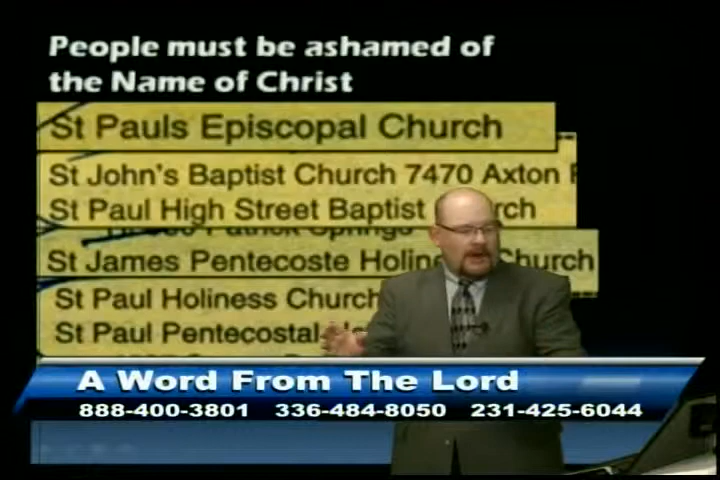 People must be ashamed of
the Name of Christ
St Pauls Episcopal Church
St John's Baptist Church 7470 Axton
St Paul High Street Baptist
Patrick Springs
St James Pentecoste Church
St Paul Holiness Church
St Paul Pentecostal
A Word From The Lord
888-400-3801 336-484-8050 231-425-6044